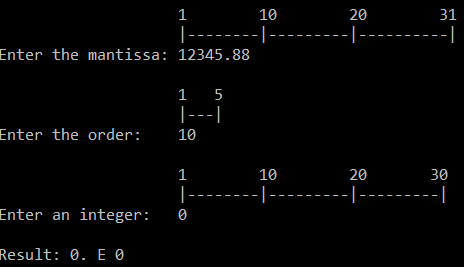 1 10 20 31
|--------|---------|----------|
Enter the mantissa: 12345.88
1 5
|---|
Enter the order: 10
1 10 20 30
|--------|---------|---------|
Enter an integer: 0
Result: 0. E 0